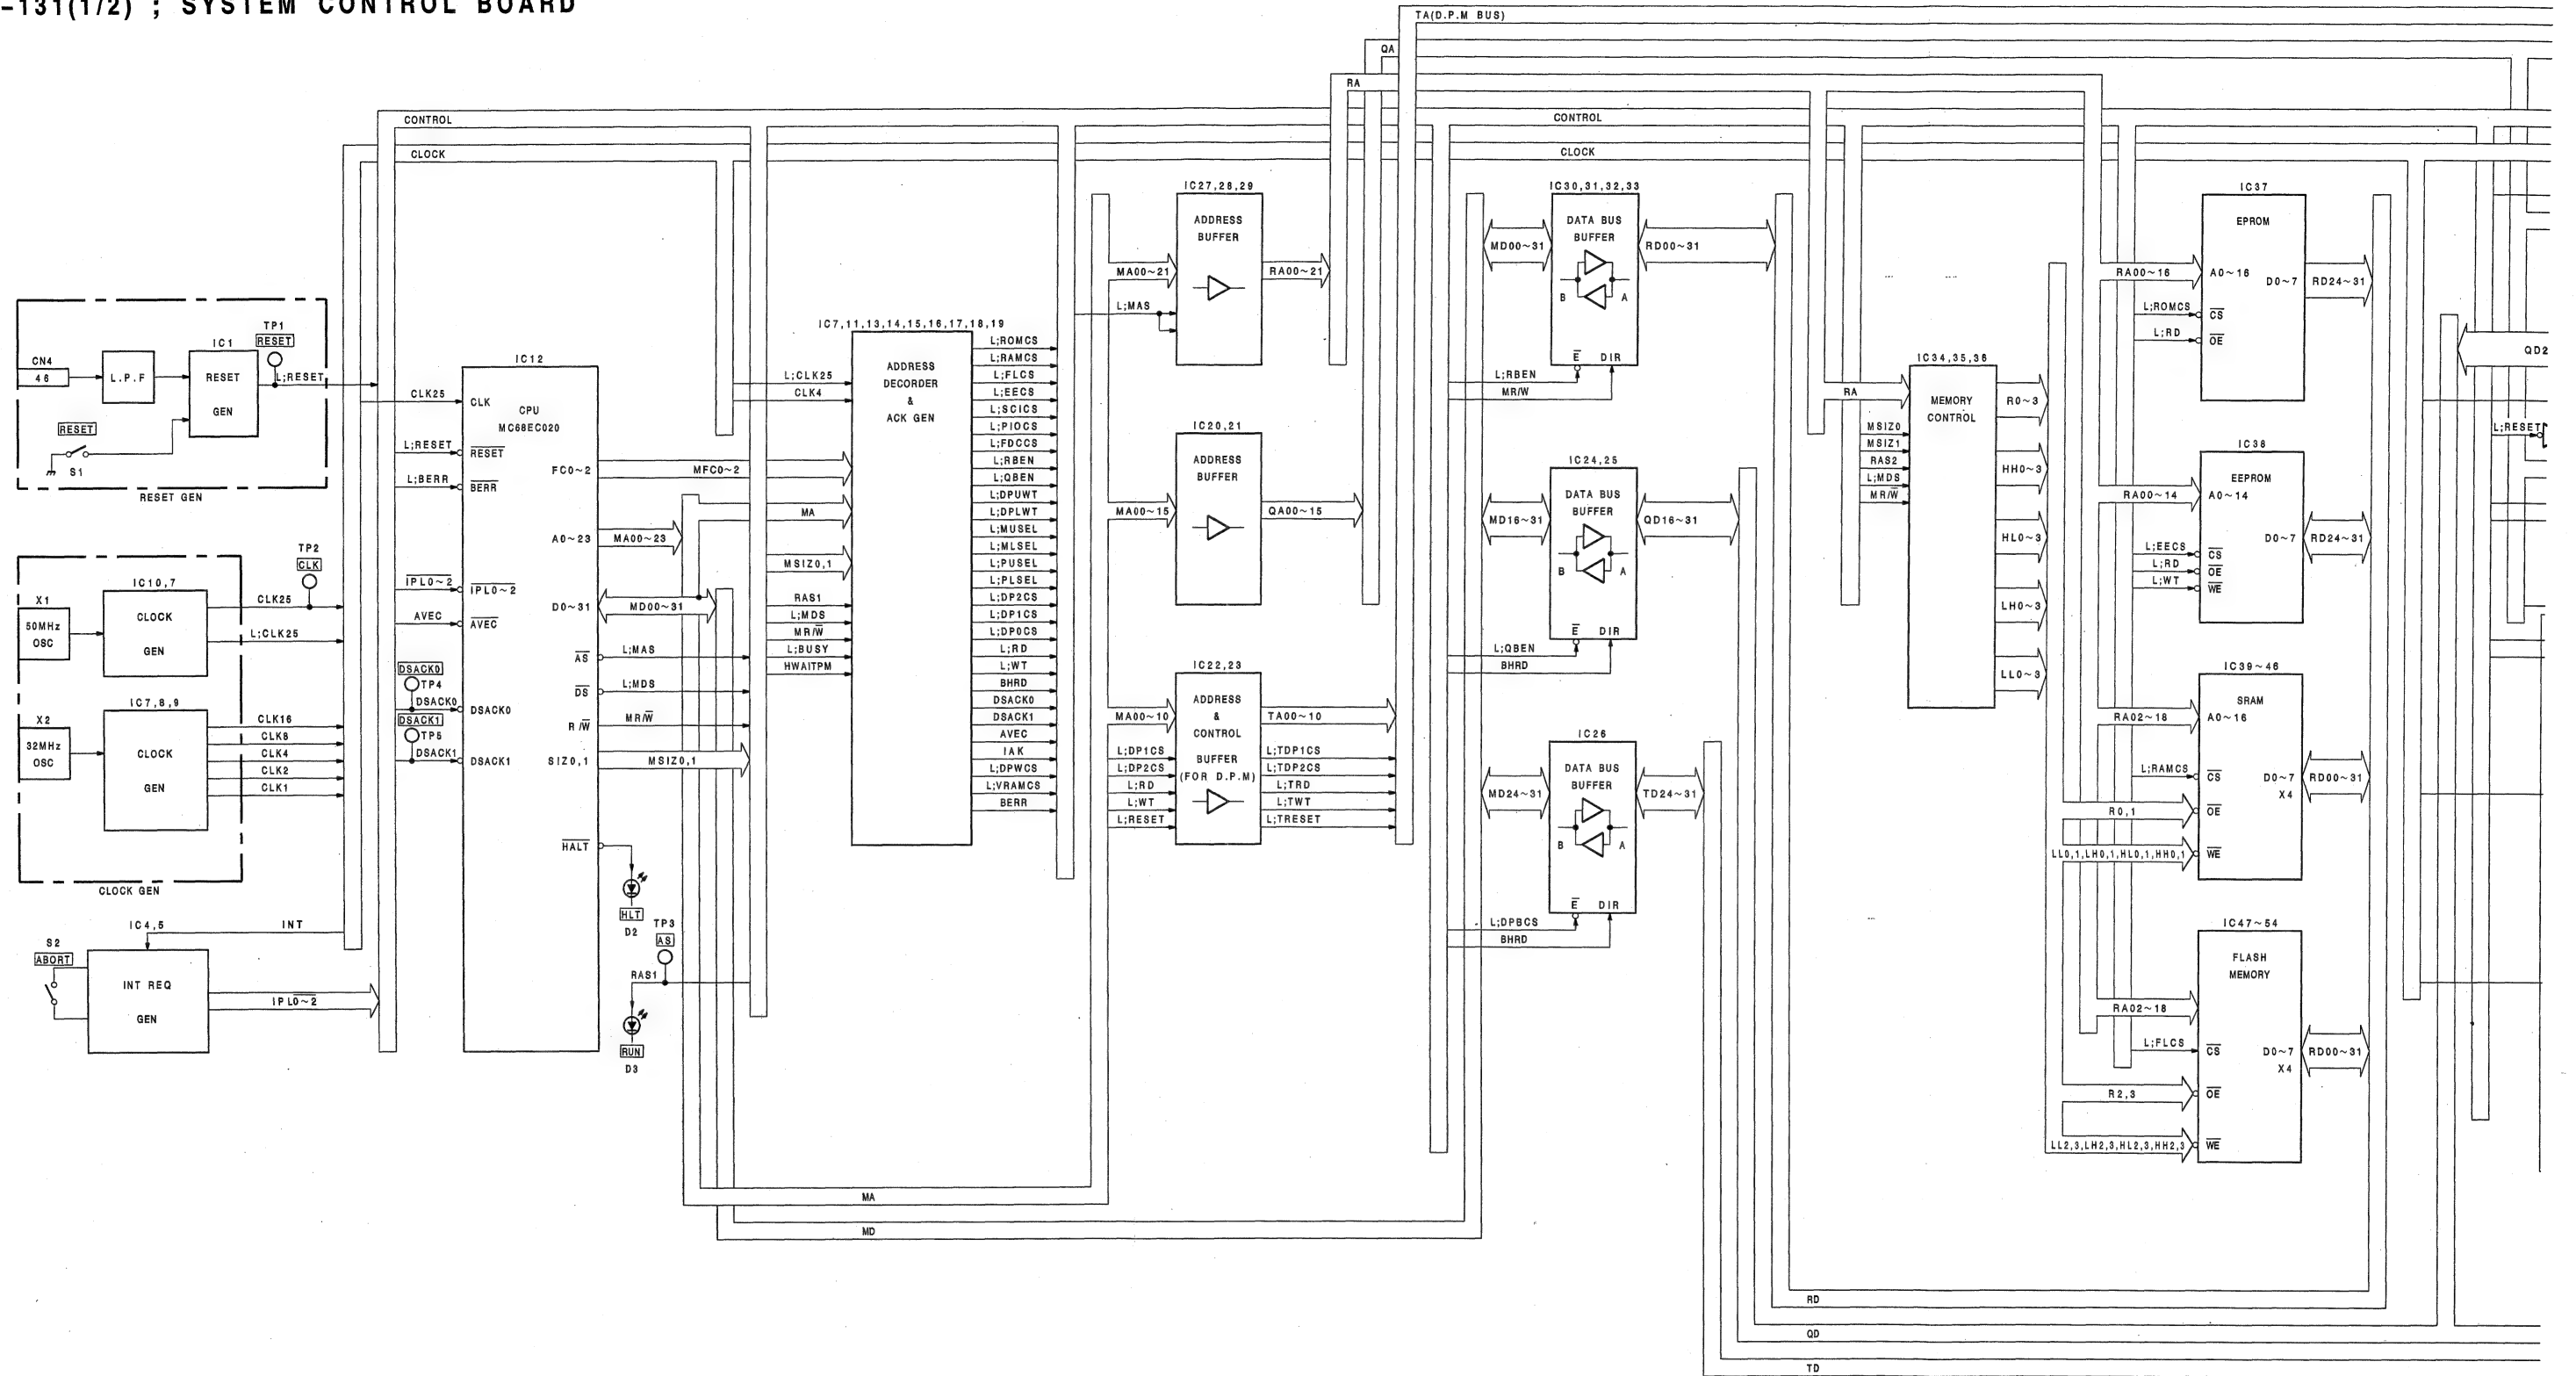 -131(1/2) ; SYSTEM CONTROL BOARD
TA(D.P.M BUS)
QA
RA
CONTROL
CONTROL
CLOCK
CLOCK
CN4
46
L.P.F
IC1
RESET
GEN
TP1
RESET
L;RESET
RESET
S1
RESET GEN
TP2
CLK
X1
50MHz
OSC
IC10,7
CLOCK
GEN
CLK25
L;CLK25
X2
32MHz
OSC
IC7,8,9
CLOCK
GEN
CLK16
CLK8
CLK4
CLK2
CLK1
CLOCK GEN
IC4,5
INT
S2
ABORT
INT REQ
GEN
IPL0~2
IC12
CPU
MC68EC020
CLK25
CLK
L;RESET
RESET
L;BERR
BERR
IPL0~2
IPL0~2
AVEC
AVEC
DSACK0
TP4
DSACK0
DSACK0
DSACK1
TP5
DSACK1
DSACK1
FC0~2
MFC0~2
A0~23
MA00~23
MA
D0~31
MD00~31
AS
L;MAS
DS
L;MDS
R/W
MR/W
SIZ0,1
MSIZ0,1
HALT
HLT
D2
TP3
AS
RAS1
RUN
D3
IC7,11,13,14,15,16,17,18,19
ADDRESS
DECORDER
&
ACK GEN
L;CLK25
CLK4
MSIZ0,1
RAS1
L;MDS
MR/W
L;BUSY
HWAITPM
L;ROMCS
L;RAMCS
L;FLCS
L;EECS
L;SCICS
L;PIOCS
L;FDCCS
L;RBEN
L;QBEN
L;DPUWT
L;DPLWT
L;MUSEL
L;MLSEL
L;PUSEL
L;PLSEL
L;DP2CS
L;DP1CS
L;DP0CS
L;RD
L;WT
BHRD
DSACK0
DSACK1
AVEC
IAK
L;DPWCS
L;VRAMCS
BERR
IC27,28,29
ADDRESS
BUFFER
MA00~21
RA00~21
L;MAS
IC20,21
ADDRESS
BUFFER
MA00~15
QA00~15
IC22,23
ADDRESS
&
CONTROL
BUFFER
(FOR D.P.M)
MA00~10
TA00~10
L;DP1CS
L;DP2CS
L;RD
L;WT
L;RESET
L;TDP1CS
L;TDP2CS
L;TRD
L;TWT
L;TRESET
IC30,31,32,33
DATA BUS
BUFFER
MD00~31
RD00~31
B
A
E DIR
L;RBEN
MR/W
IC24,25
DATA BUS
BUFFER
MD16~31
QD16~31
B
A
E DIR
L;QBEN
BHRD
IC26
DATA BUS
BUFFER
MD24~31
TD24~31
B
A
E DIR
L;DPBCS
BHRD
IC34,35,36
MEMORY
CONTROL
RA
MSIZ0
MSIZ1
RAS2
L;MDS
MR/W
R0~3
HH0~3
HL0~3
LH0~3
LL0~3
IC37
EPROM
RA00~16
A0~16
D0~7
RD24~31
L;ROMCS
CS
L;RD
OE
IC38
EEPROM
RA00~14
A0~14
D0~7
RD24~31
L;EECS
CS
L;RD
OE
L;WT
WE
IC39~46
SRAM
RA02~18
A0~16
L;RAMCS
CS
D0~7
X4
RD00~31
R0,1
OE
LL0,1,LH0,1,HL0,1,HH0,1
WE
IC47~54
FLASH
MEMORY
RA02~18
L;FLCS
CS
D0~7
X4
RD00~31
R2,3
OE
LL2,3,LH2,3,HL2,3,HH2,3
WE
QD2
L;RESET
MA
MD
RD
QD
TD